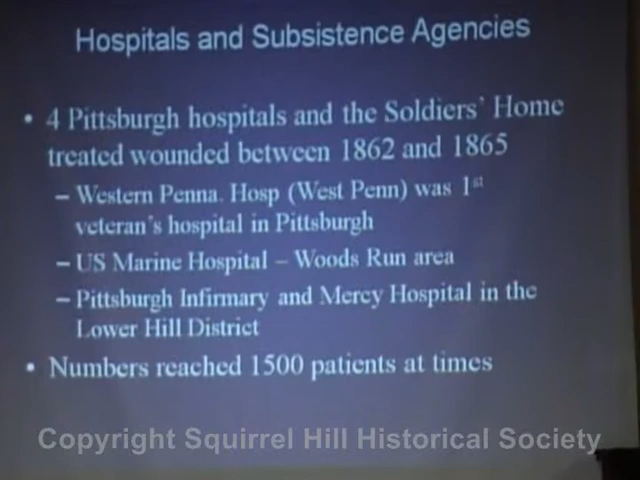 Hospitals and Subsistence Agencies
• 4 Pittsburgh hospitals and the Soldiers' Home
treated wounded between 1862 and 1865
– Western Penna. Hosp (West Penn) was 1st
veteran's hospital in Pittsburgh
– US Marine Hospital – Woods Run area
– Pittsburgh Infirmary and Mercy Hospital in the
Lower Hill District
• Numbers reached 1500 patients at times
Copyright Squirrel Hill Historical Society